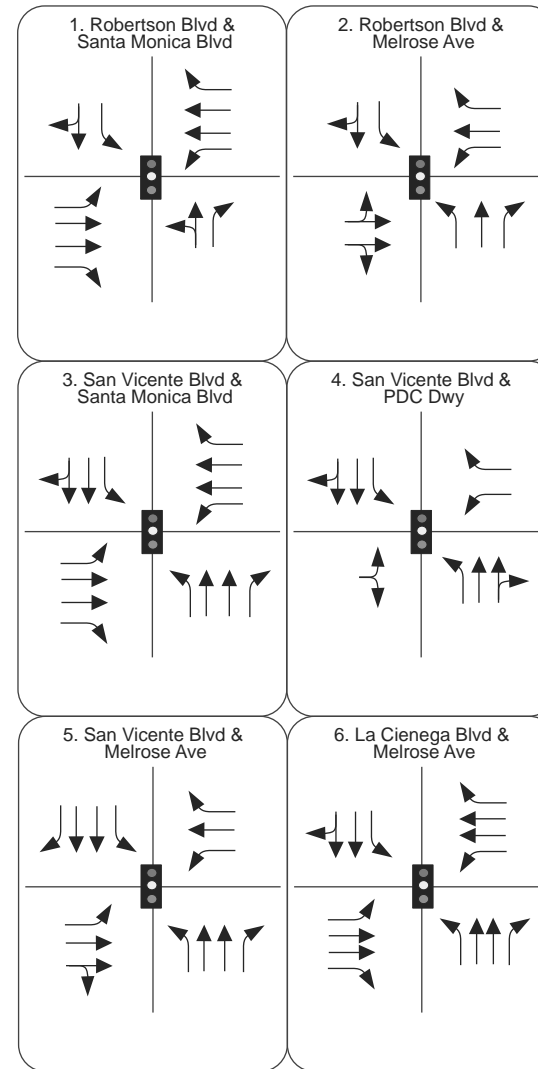 1. Robertson Blvd &
Santa Monica Blvd
2. Robertson Blvd &
Melrose Ave
3. San Vicente Blvd &
Santa Monica Blvd
4. San Vicente Blvd &
PDC Dwy
5. San Vicente Blvd &
Melrose Ave
6. La Cienega Blvd &
Melrose Ave